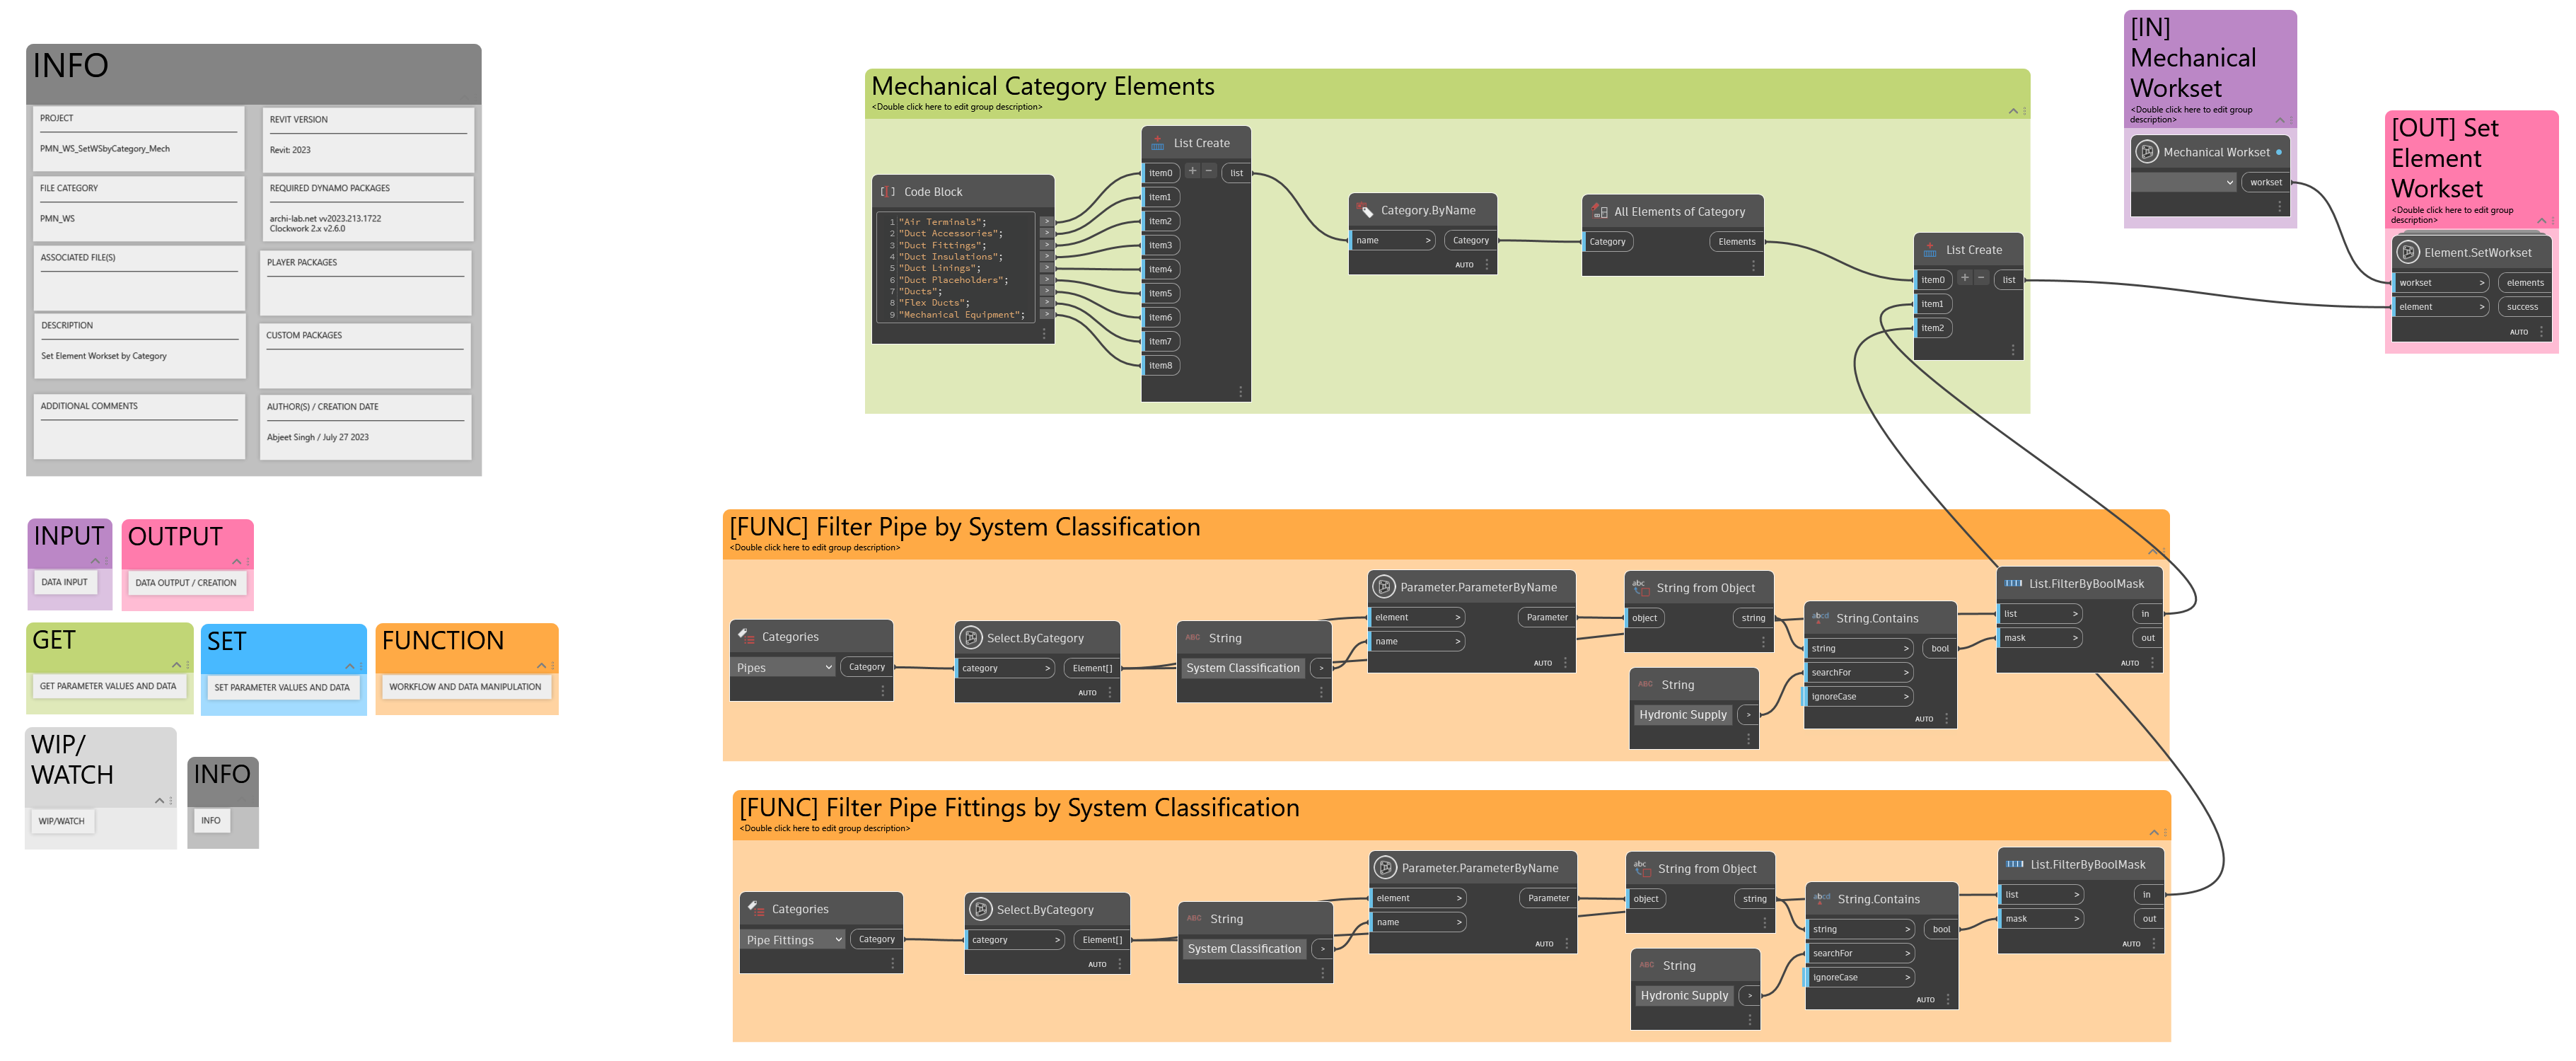 INFO
PROJECT
PMN_WS_SetWSbyCategory_Mech
REVIT VERSION
Revit: 2023
FILE CATEGORY
PMN_WS
REQUIRED DYNAMO PACKAGES
archi-lab.net vv2023.213.1722
Clockwork 2.x v2.6.0
ASSOCIATED FILE(S)
PLAYER PACKAGES
DESCRIPTION
Set Element Workset by Category
CUSTOM PACKAGES
ADDITIONAL COMMENTS
AUTHOR(S) / CREATION DATE
Abjeet Singh / July 27 2023
INPUT
DATA INPUT
OUTPUT
DATA OUTPUT / CREATION
GET
GET PARAMETER VALUES AND DATA
SET
SET PARAMETER VALUES AND DATA
FUNCTION
WORKFLOW AND DATA MANIPULATION
WIP/
WATCH
WIP/WATCH
INFO
INFO
Mechanical Category Elements
<Double click here to edit group description>
Code Block
1 "Air Terminals";
2 "Duct Accessories";
3 "Duct Fittings";
4 "Duct Insulations";
5 "Duct Linings";
6 "Duct Placeholders";
7 "Ducts";
8 "Flex Ducts";
9 "Mechanical Equipment";
> > > > > > > > >
List Create
item0 + - list
item1
item2
item3
item4
item5
item6
item7
item8
Category.ByName
name > Category
AUTO
All Elements of Category
Category Elements
List Create
item0 + - list
item1
item2
[IN]
Mechanical
Workset
<Double click here to edit group
description>
Mechanical Workset
workset
[OUT] Set
Element
Workset
<Double click here to edit group
description>
Element.SetWorkset
workset > elements
element > success
AUTO
[FUNC] Filter Pipe by System Classification
<Double click here to edit group description>
Categories
Pipes Category
Select.ByCategory
category > Element[]
AUTO
String
System Classification >
Parameter.ParameterByName
element > Parameter
name >
AUTO
abc
String from Object
object string
ABC String
Hydronic Supply >
abcd
String.Contains
string > bool
searchFor >
ignoreCase >
AUTO
List.FilterByBoolMask
list > in
mask > out
AUTO
[FUNC] Filter Pipe Fittings by System Classification
<Double click here to edit group description>
Categories
Pipe Fittings Category
Select.ByCategory
category > Element[]
AUTO
ABC String
System Classification >
Parameter.ParameterByName
element > Parameter
name >
AUTO
abc
String from Object
object string
ABC String
Hydronic Supply >
abcd
String.Contains
string > bool
searchFor >
ignoreCase >
AUTO
List.FilterByBoolMask
list > in
mask > out
AUTO